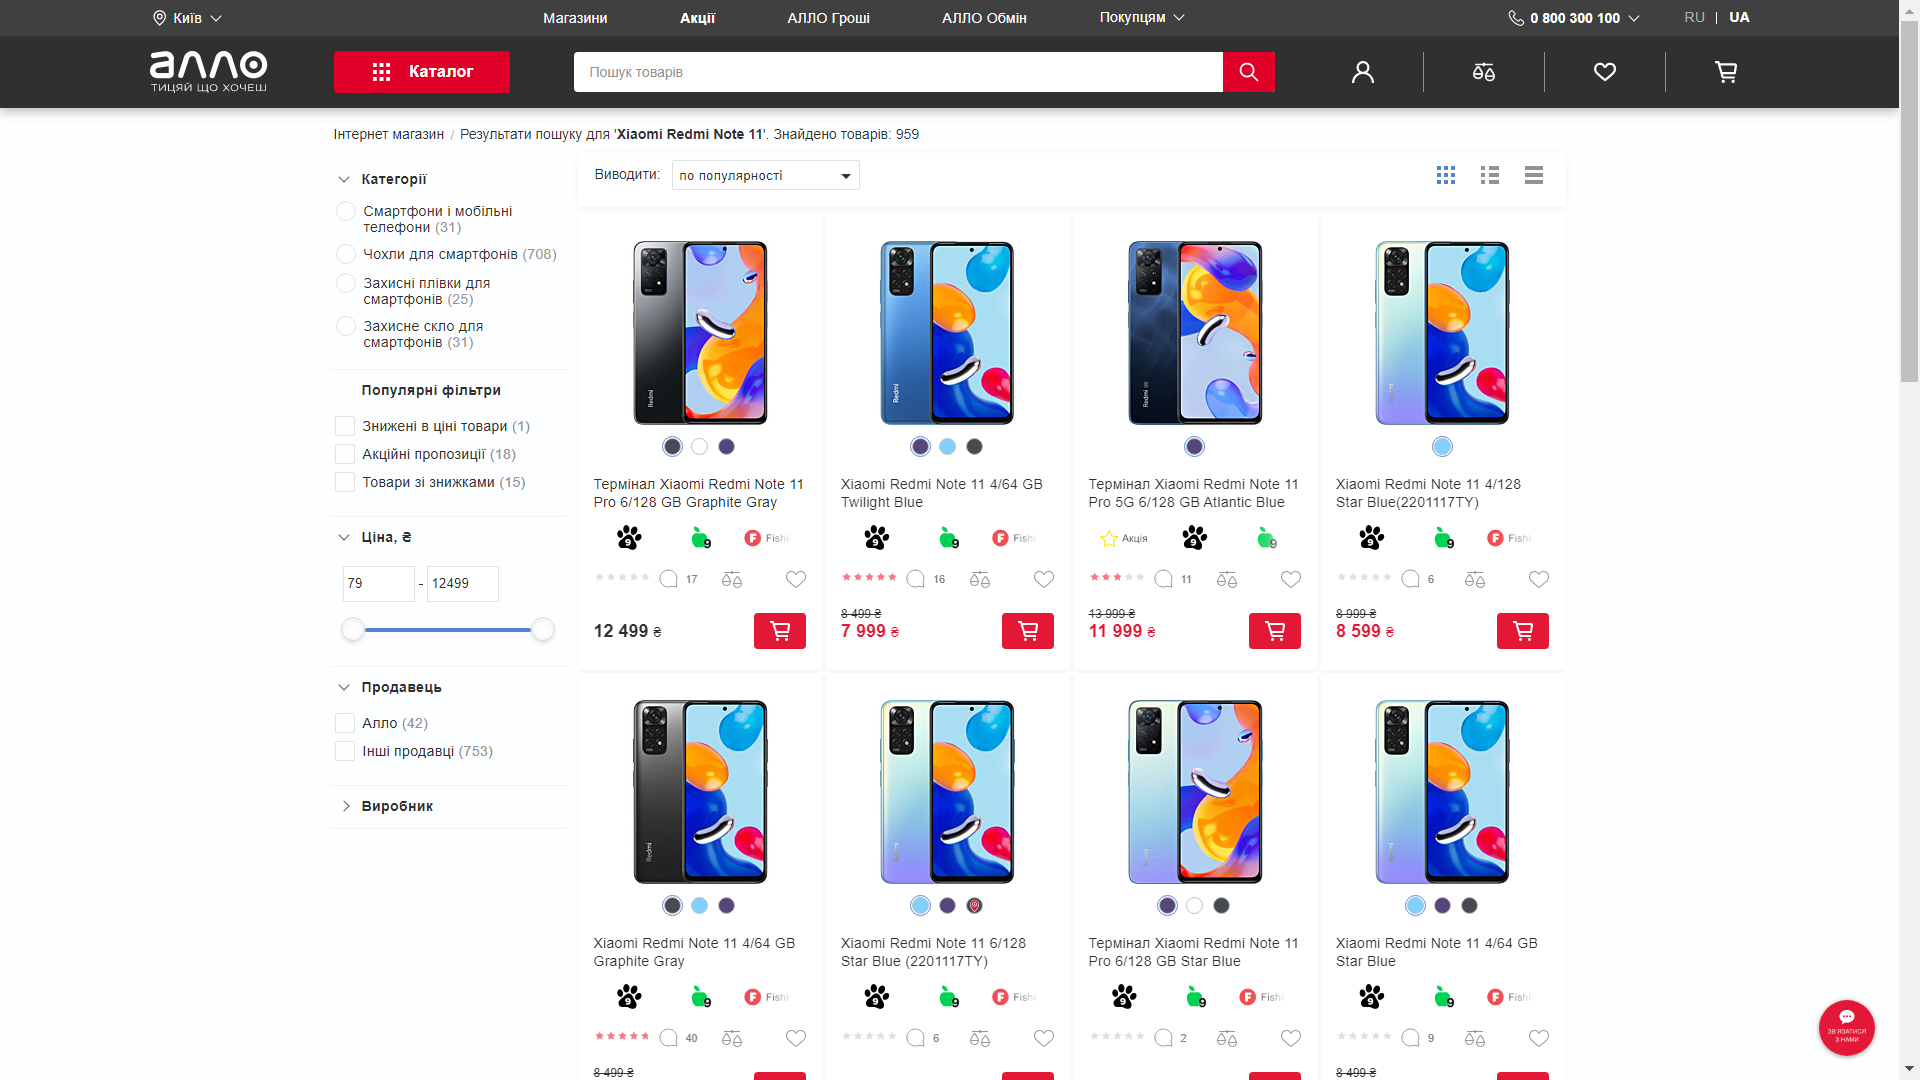 Київ
Магазини
Акції
АЛЛО Гроші
АЛЛО Обмін
Покупцям
0 800 300 100
RU | UA
алло
ТИЦЯЙ ЩО ХОЧЕШ
Каталог
Пошук товарів
Інтернет магазин / Результати пошуку для 'Xiaomi Redmi Note 11'. Знайдено товарів: 959
Категорії
Смартфони і мобільні
телефони (31)
Чохли для смартфонів (708)
Захисні плівки для
смартфонів (25)
Захисне скло для
смартфонів (31)
Популярні фільтри
Знижені в ціні товари (1)
Акційні пропозиції (18)
Товари зі знижками (15)
Ціна, ₴
79 - 12499
Продавець
Алло (42)
Інші продавці (753)
Виробник
Виводити: по популярності
Термінал Xiaomi Redmi Note 11
Pro 6/128 GB Graphite Gray
9 9 F Fishk
17
12 499 ₴
Xiaomi Redmi Note 11 4/64 GB
Twilight Blue
9 9 F Fishk
16
8 499 ₴
7 999 ₴
Термінал Xiaomi Redmi Note 11
Pro 5G 6/128 GB Atlantic Blue
Акція 9 9
11
13 999 ₴
11 999 ₴
Xiaomi Redmi Note 11 4/128
Star Blue(2201117TY)
9 9 F Fishk
6
8 999 ₴
8 599 ₴
Xiaomi Redmi Note 11 4/64 GB
Graphite Gray
9 9 F Fishk
40
8 499 ₴
Xiaomi Redmi Note 11 6/128
Star Blue (2201117TY)
9 9 F Fishk
6
Термінал Xiaomi Redmi Note 11
Pro 6/128 GB Star Blue
9 9 F Fishk
2
Xiaomi Redmi Note 11 4/64 GB
Star Blue
9 9 F Fishk
9
8 499 ₴
ЗВ'ЯЗАТИСЯ
З НАМИ